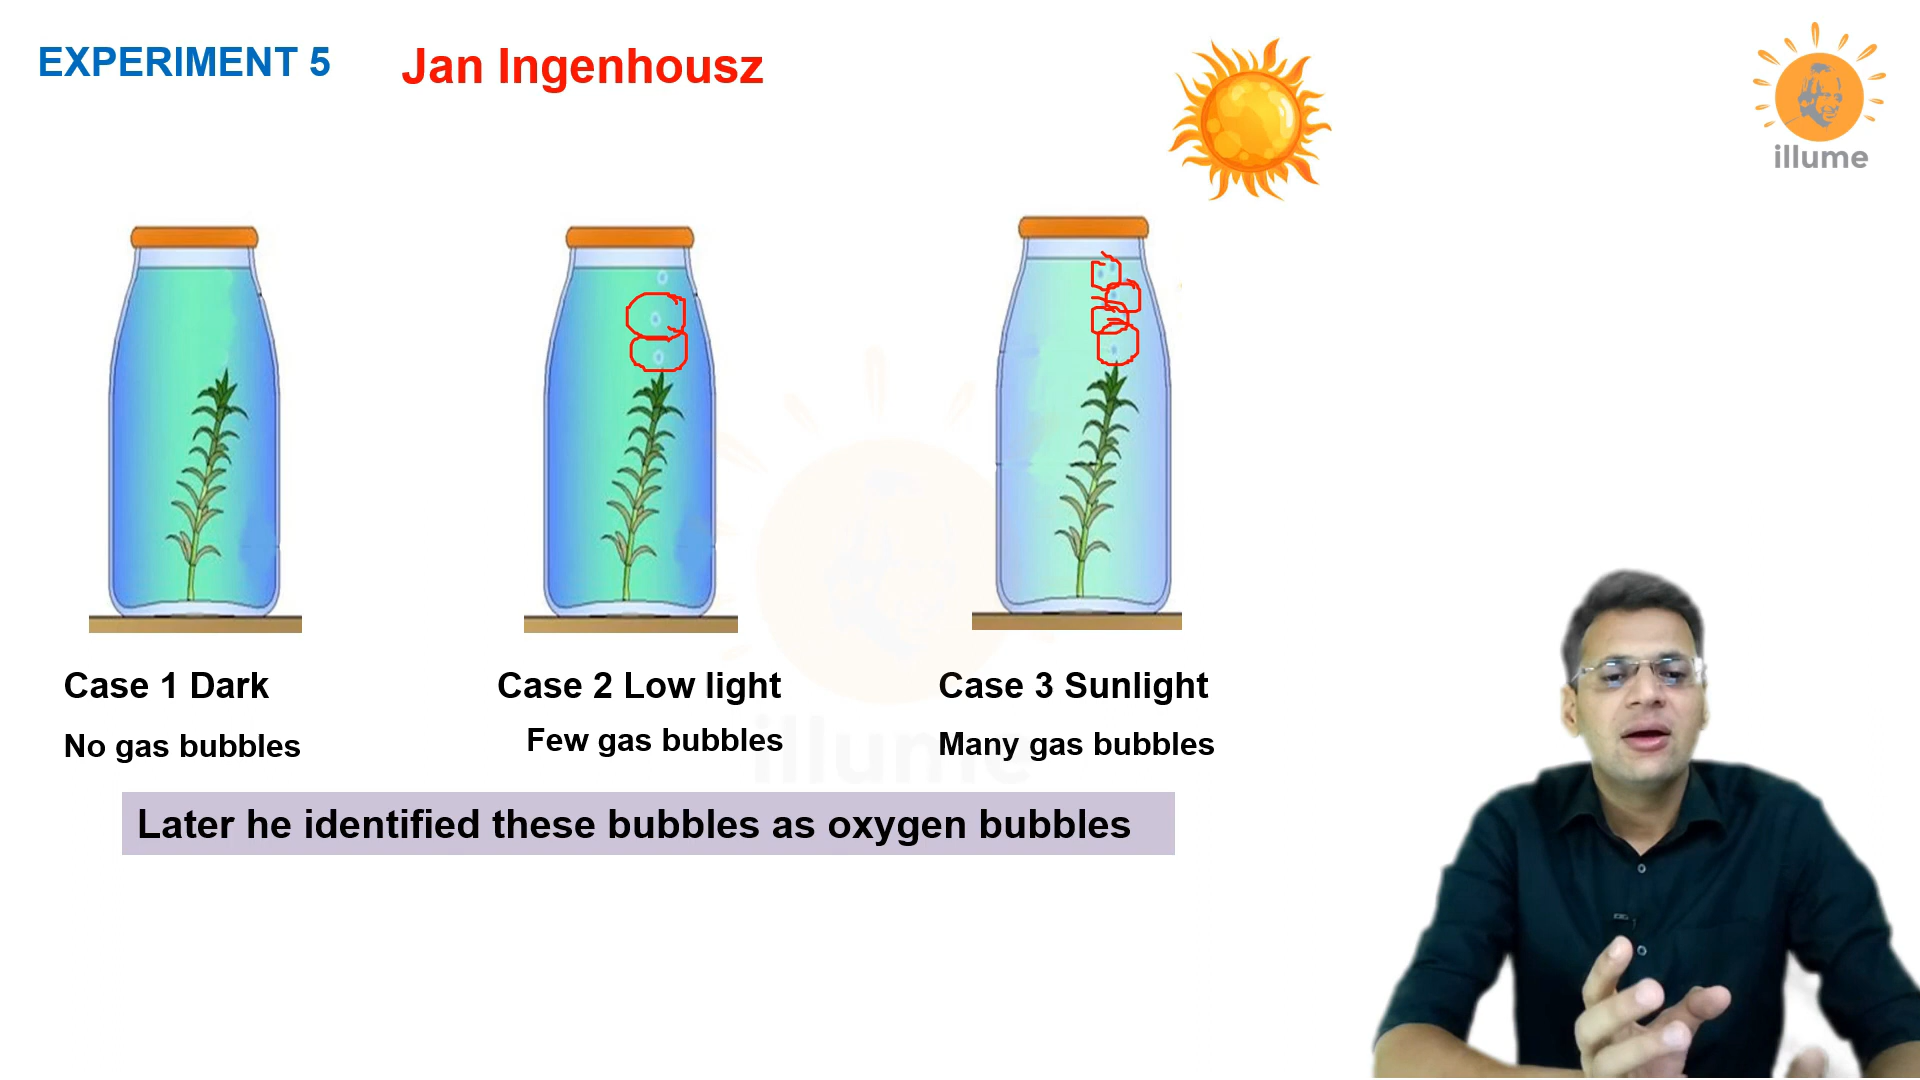 EXPERIMENT 5
Jan Ingenhousz
illume
Case 1 Dark
Case 2 Low light
Case 3 Sunlight
No gas bubbles
Few gas bubbles
Many gas bubbles
illume
Later he identified these bubbles as oxygen bubbles